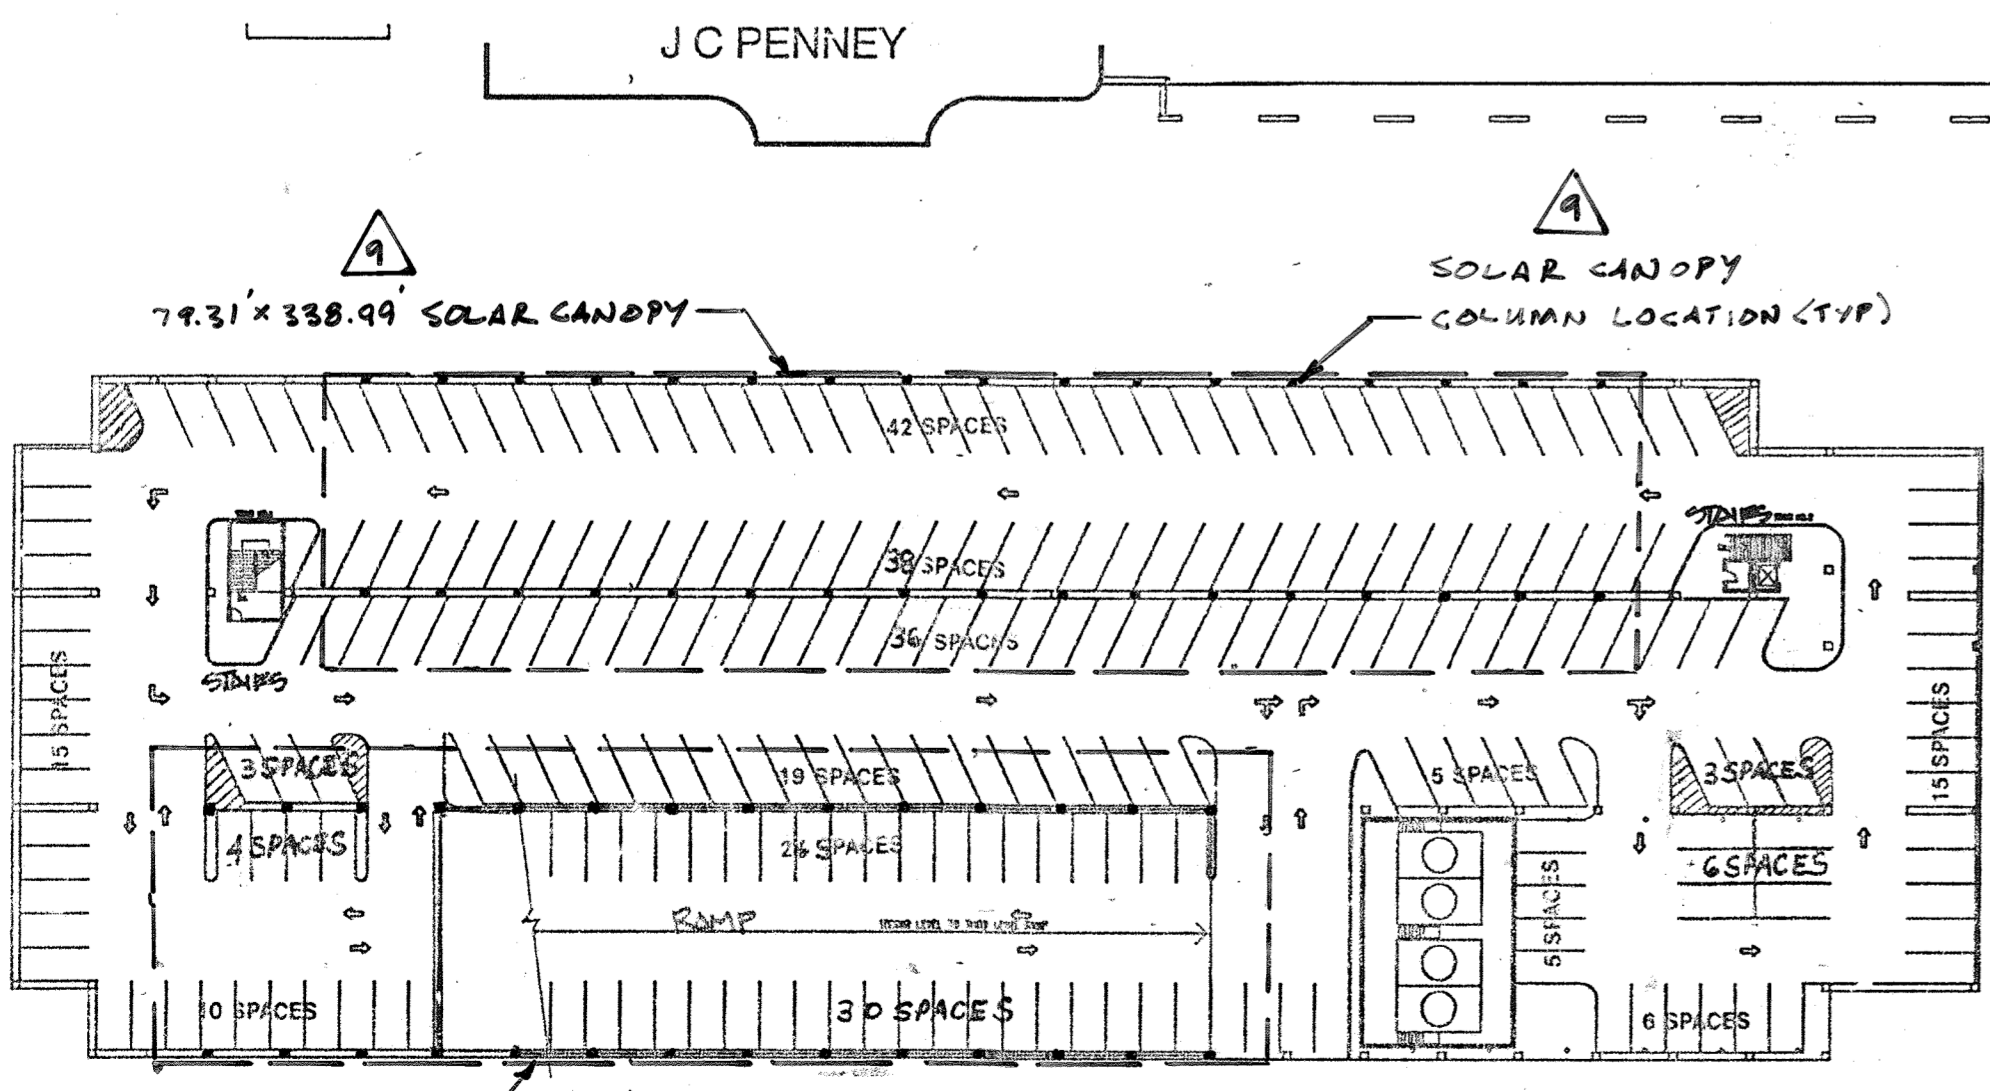 J C PENNEY
9
9
SOLAR CANOPY
COLUMN LOCATION (TYP)
79.31' x 338.99' SOLAR CANOPY
42 SPACES
STAIRS
38 SPACES
36 SPACES
STAIRS
15 SPACES
15 SPACES
3 SPACES
19 SPACES
5 SPACES
3 SPACES
4 SPACES
24 SPACES
6 SPACES
5 SPACES
RAMP
10 SPACES
30 SPACES
6 SPACES